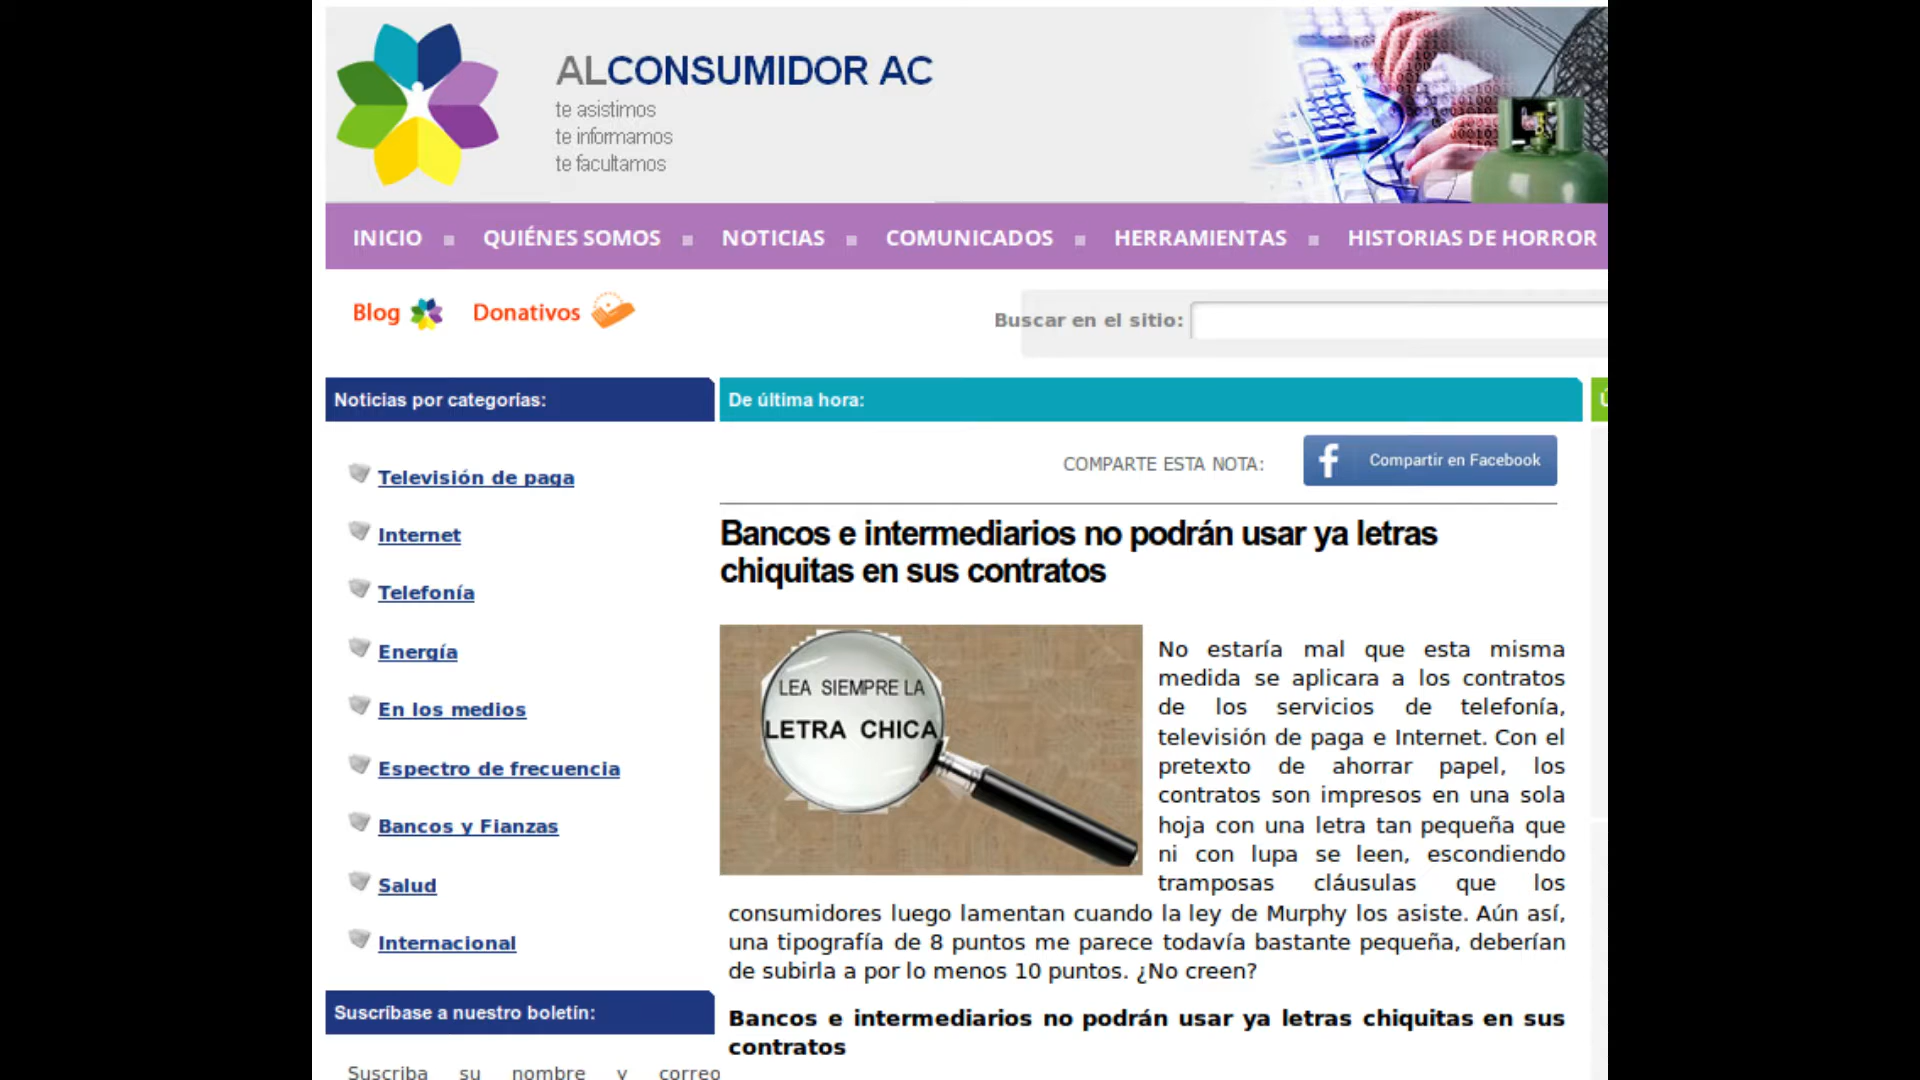 ALCONSUMIDOR AC
te asistimos
te informamos
te facultamos
INICIO QUIÉNES SOMOS NOTICIAS COMUNICADOS HERRAMIENTAS HISTORIAS DE HORROR
Blog Donativos
Buscar en el sitio:
Noticias por categorías:
Televisión de paga
Internet
Telefonía
Energía
En los medios
Espectro de frecuencia
Bancos y Fianzas
Salud
Internacional
Suscríbase a nuestro boletín:
Suscriba su nombre y correo
De última hora:
COMPARTE ESTA NOTA:
Compartir en Facebook
Bancos e intermediarios no podrán usar ya letras
chiquitas en sus contratos
LEA SIEMPRE LA
LETRA CHICA
No estaría mal que esta misma
medida se aplicara a los contratos
de los servicios de telefonía,
televisión de paga e Internet. Con el
pretexto de ahorrar papel, los
contratos son impresos en una sola
hoja con una letra tan pequeña que
ni con lupa se leen, escondiendo
tramposas cláusulas que los
consumidores luego lamentan cuando la ley de Murphy los asiste. Aún así,
una tipografía de 8 puntos me parece todavía bastante pequeña, deberían
de subirla a por lo menos 10 puntos. ¿No creen?
Bancos e intermediarios no podrán usar ya letras chiquitas en sus
contratos